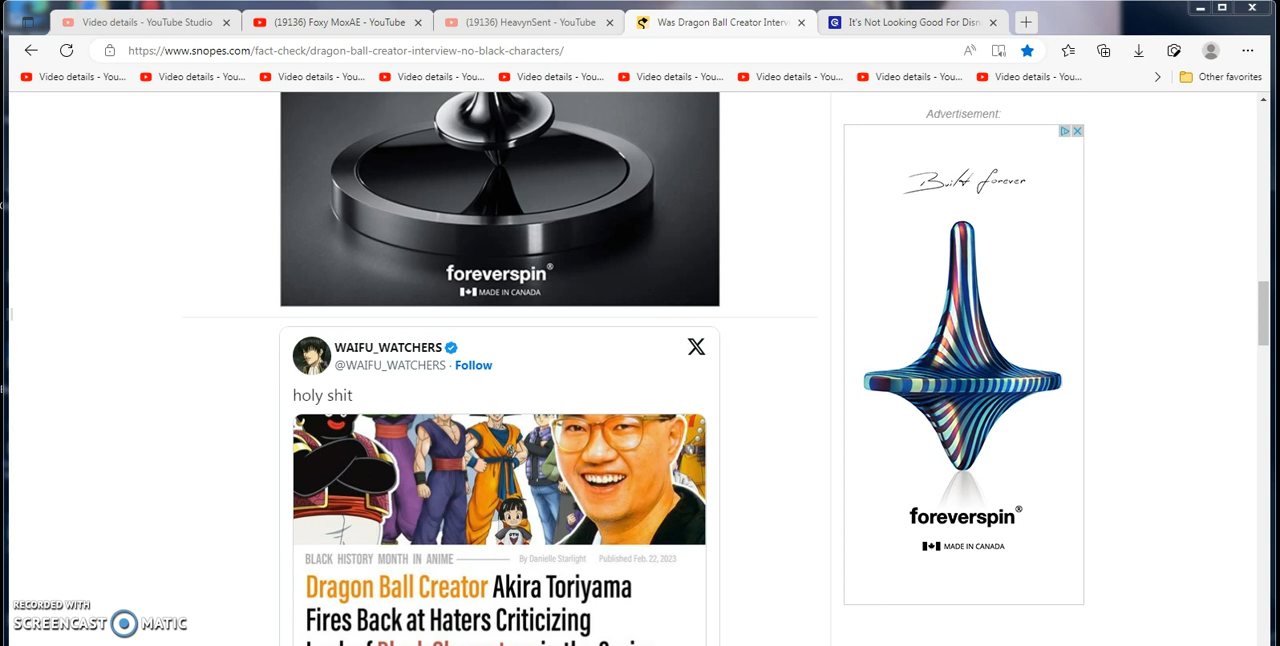 Video details - YouTube Studio
(19136) Foxy MoxAE - YouTube
(19136) HeavynSent - YouTube
Was Dragon Ball Creator Interv
It's Not Looking Good For Disn
https://www.snopes.com/fact-check/dragon-ball-creator-interview-no-black-characters/
Video details - You...
Video details - You...
Video details - You...
Video details - You...
Video details - You...
Video details - You...
Video details - You...
Video details - You...
Video details - You...
Other favorites
foreverspin®
MADE IN CANADA
WAIFU_WATCHERS
@WAIFU_WATCHERS · Follow
holy shit
BLACK HISTORY MONTH IN ANIME
By Danielle Starlight
Published Feb. 22, 2023
Dragon Ball Creator Akira Toriyama
Fires Back at Haters Criticizing
Advertisement:
Built forever
foreverspin®
MADE IN CANADA
RECORDED WITH
SCREENCAST MATIC